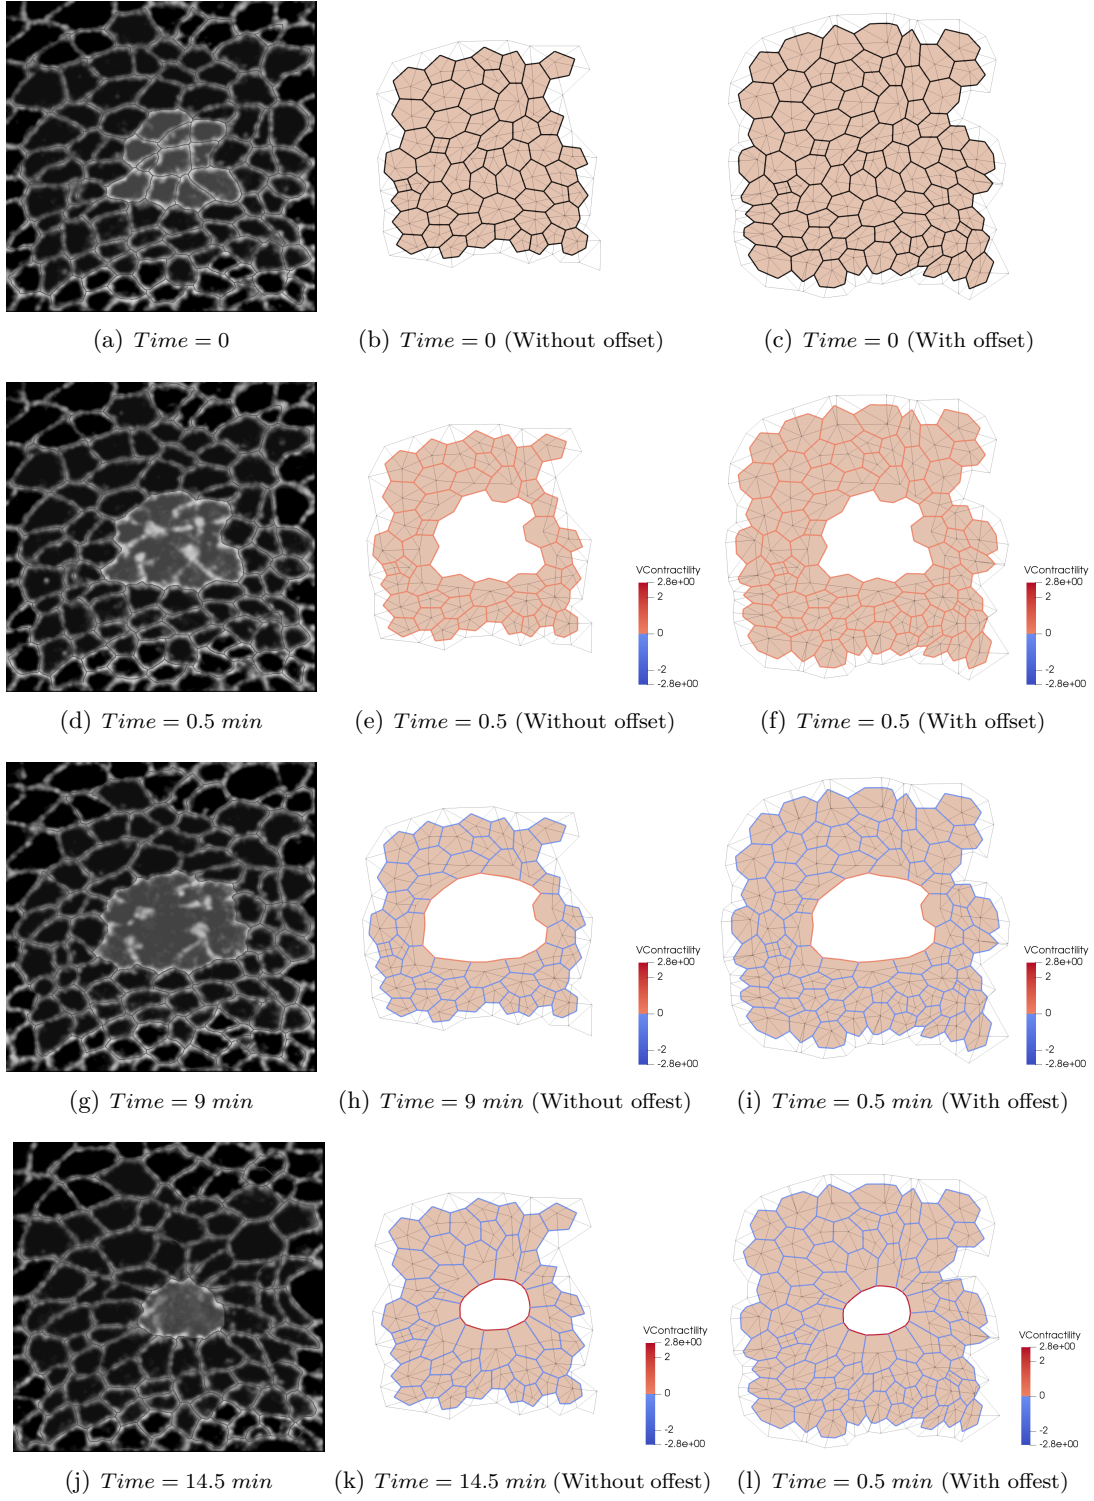 (a) Time = 0
(b) Time = 0 (Without offset)
(c) Time = 0 (With offset)
VContractility
2.8e+00
2
0
-2
-2.8e+00
VContractility
2.8e+00
2
0
-2
-2.8e+00
(d) Time = 0.5 min
(e) Time = 0.5 (Without offset)
(f) Time = 0.5 (With offset)
VContractility
2.8e+00
2
0
-2
-2.8e+00
VContractility
2.8e+00
2
0
-2
-2.8e+00
(g) Time = 9 min
(h) Time = 9 min (Without offest)
(i) Time = 0.5 min (With offest)
VContractility
2.8e+00
2
0
-2
-2.8e+00
VContractility
2.8e+00
2
0
-2
-2.8e+00
(j) Time = 14.5 min
(k) Time = 14.5 min (Without offest)
(l) Time = 0.5 min (With offest)